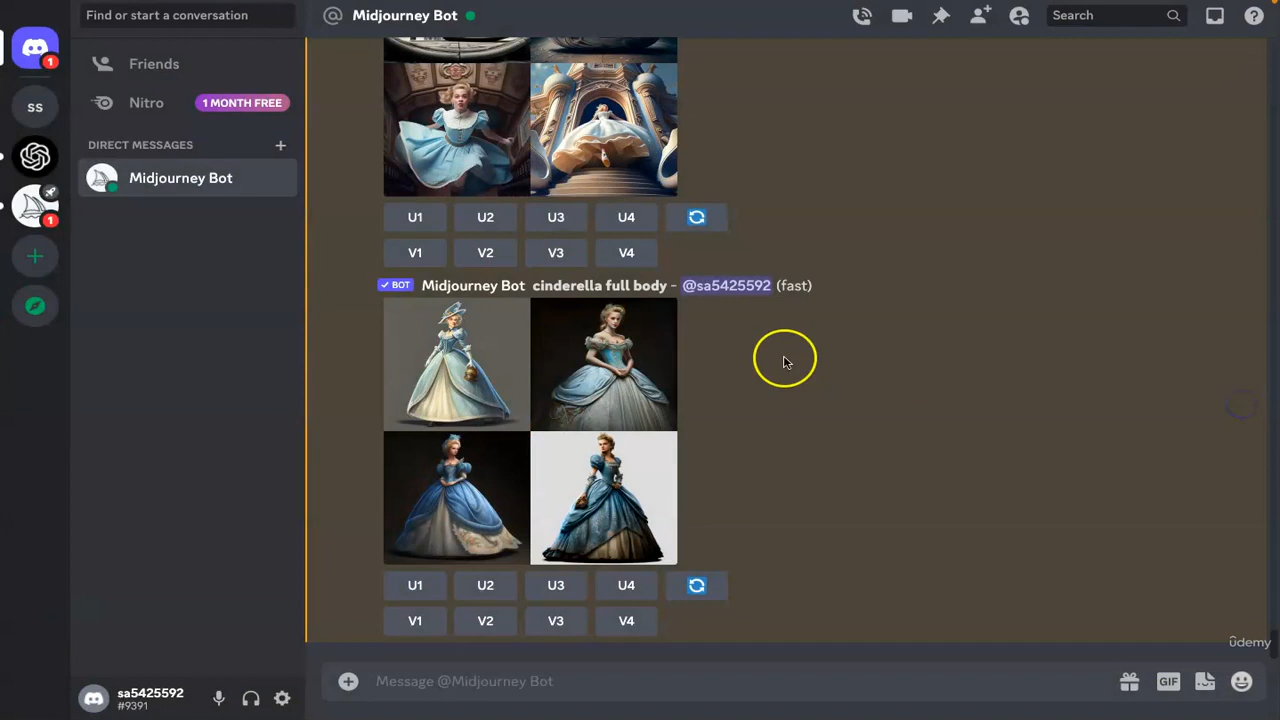 Find or start a conversation
Midjourney Bot
Search
1
Friends
SS
Nitro
1 MONTH FREE
DIRECT MESSAGES
Midjourney Bot
1
U1 U2 U3 U4
V1 V2 V3 V4
BOT Midjourney Bot cinderella full body - @sa5425592 (fast)
U1 U2 U3 U4
V1 V2 V3 V4
ûdemy
Message @Midjourney Bot
GIF
sa5425592
#9391